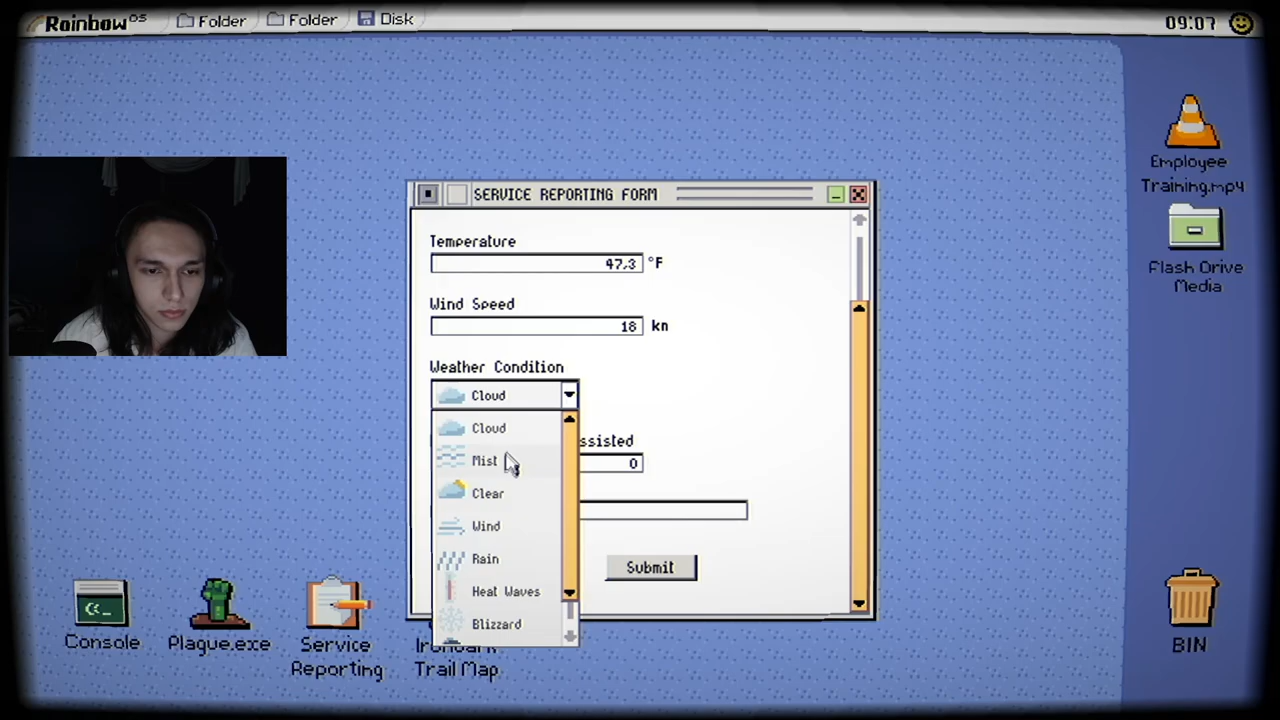 RainbowOS
Folder
Folder
Disk
09:07
Employee
Training.mp4
Flash Drive
Media
SERVICE REPORTING FORM
Temperature
47.3 °F
Wind Speed
18 kn
Weather Condition
Cloud
Cloud
Mist
Clear
Wind
Rain
Heat Waves
Blizzard
ssisted
0
Submit
Console
Plague.exe
Service
Reporting
Trail Map
BIN